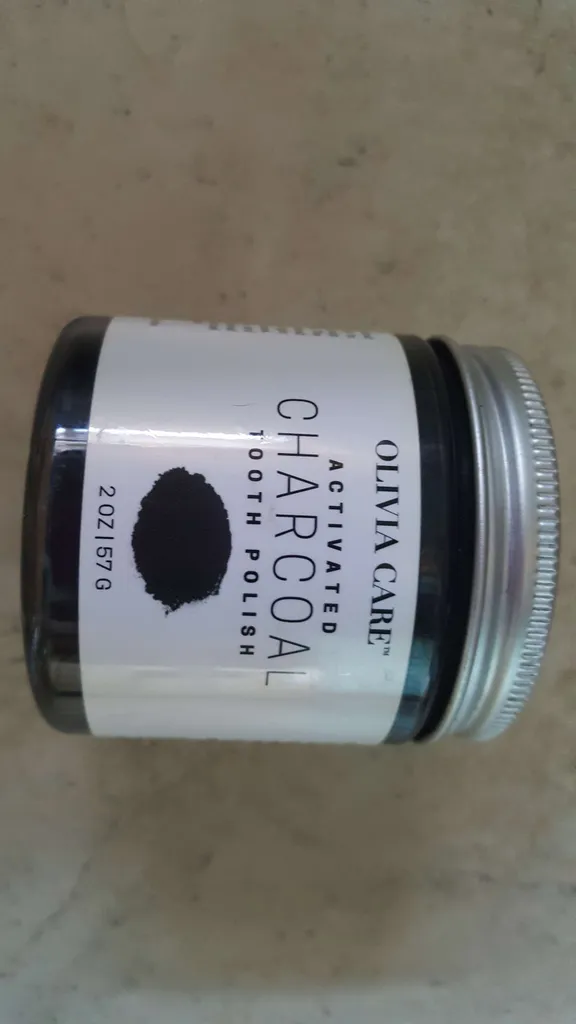 OLIVIA CARE™
ACTIVATED
CHARCOAL
TOOTH POLISH
2 OZ | 57 G